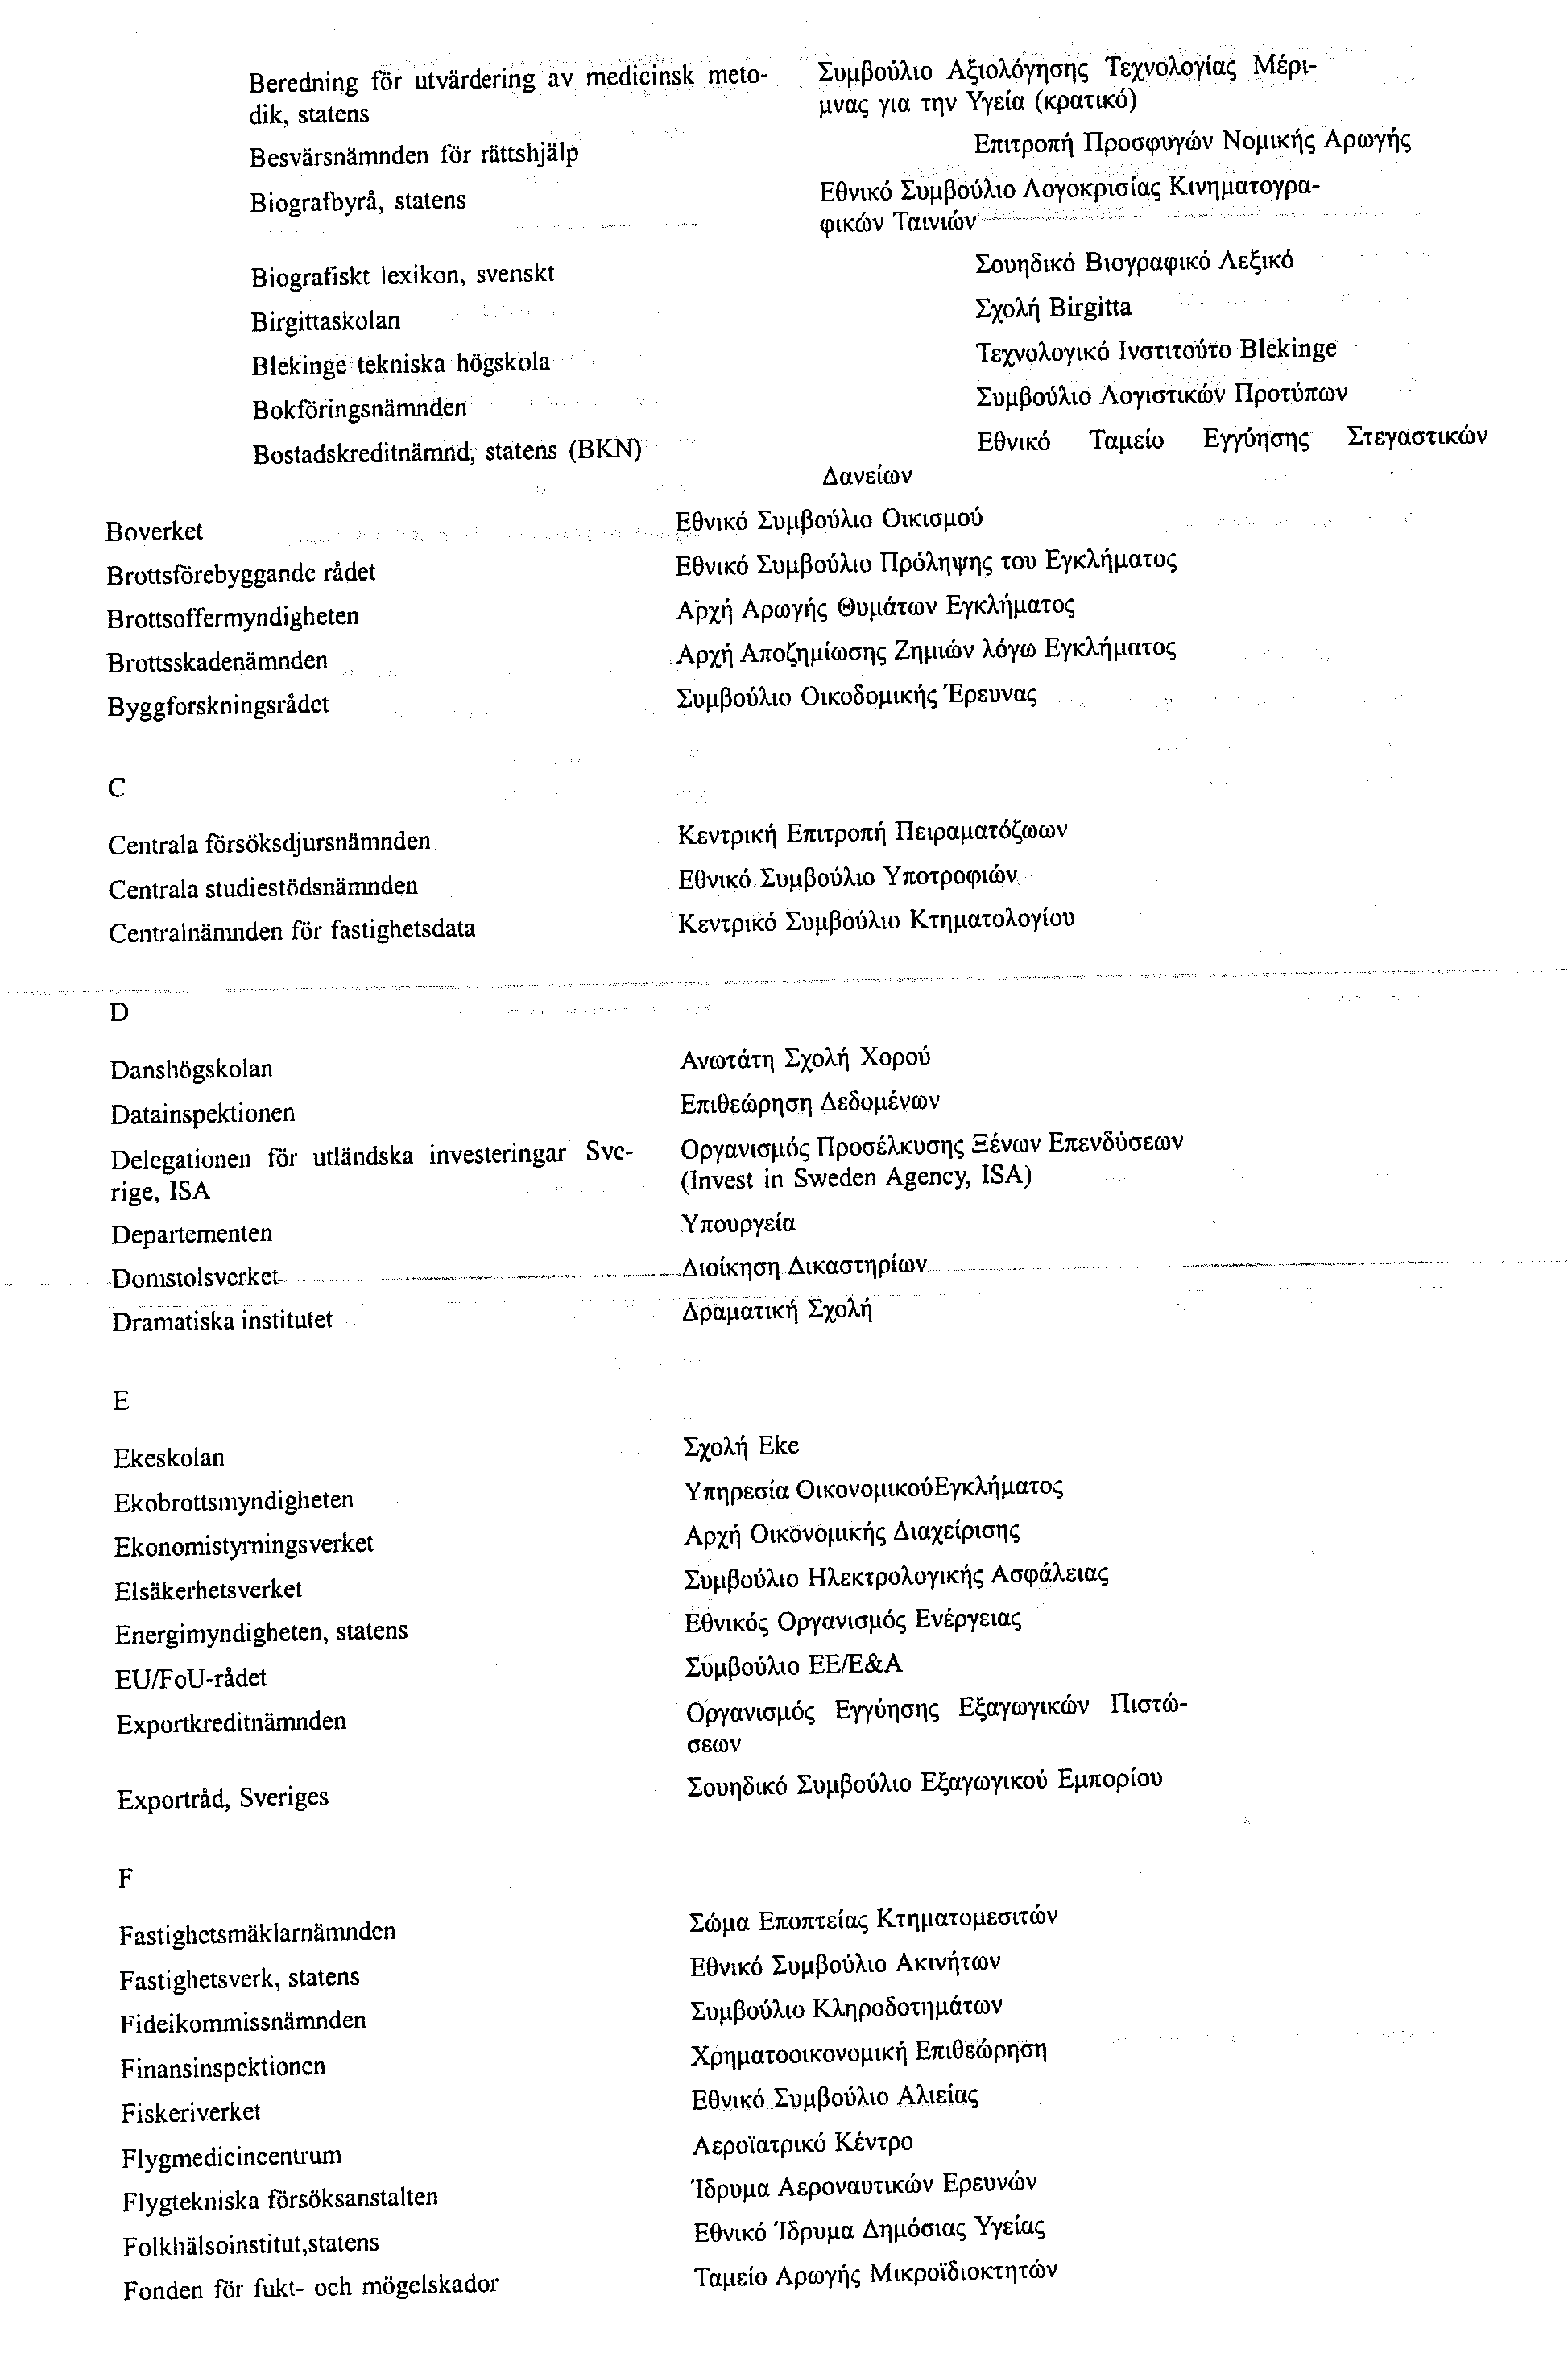 Beredning för utvärdering av medicinsk meto- Συμβούλιο Αξιολόγησης Τεχνολογίας Μέρι-
dik, statens μνας για την Υγεία (κρατικό)
Besvärsnämnden för rättshjälp Επιτροπή Προσφυγών Νομικής Αρωγής
Biografbyrå, statens Εθνικό Συμβούλιο Λογοκρισίας Κινηματογρα-
φικών Ταινιών
Biografiskt lexikon, svenskt Σουηδικό Βιογραφικό Λεξικό
Birgittaskolan Σχολή Birgitta
Blekinge tekniska högskola Τεχνολογικό Ινστιτούτο Blekinge
Bokföringsnämnden Συμβούλιο Λογιστικών Προτύπων
Bostadskreditnämnd, statens (BKN) Εθνικό Ταμείο Εγγύησης Στεγαστικών
Δανείων
Boverket Εθνικό Συμβούλιο Οικισμού
Brottsförebyggande rådet Εθνικό Συμβούλιο Πρόληψης του Εγκλήματος
Brottsoffermyndigheten Αρχή Αρωγής Θυμάτων Εγκλήματος
Brottsskadenämnden Αρχή Αποζημίωσης Ζημιών λόγω Εγκλήματος
Byggforskningsrådet Συμβούλιο Οικοδομικής Έρευνας
C
Centrala försöksdjursnämnden Κεντρική Επιτροπή Πειραματόζωων
Centrala studiestödsnämnden Εθνικό Συμβούλιο Υποτροφιών
Centralnämnden för fastighetsdata Κεντρικό Συμβούλιο Κτηματολογίου
D
Danshögskolan Ανωτάτη Σχολή Χορού
Datainspektionen Επιθεώρηση Δεδομένων
Delegationen för utländska investeringar Sve- Οργανισμός Προσέλκυσης Ξένων Επενδύσεων
rige, ISA (Invest in Sweden Agency, ISA)
Departementen Υπουργεία
Domstolsverket Διοίκηση Δικαστηρίων
Dramatiska institutet Δραματική Σχολή
E
Ekeskolan Σχολή Eke
Ekobrottsmyndigheten Υπηρεσία ΟικονομικούΕγκλήματος
Ekonomistyrningsverket Αρχή Οικονομικής Διαχείρισης
Elsäkerhetsverket Συμβούλιο Ηλεκτρολογικής Ασφάλειας
Energimyndigheten, statens Εθνικός Οργανισμός Ενέργειας
EU/FoU-rådet Συμβούλιο ΕΕ/Ε&Α
Exportkreditnämnden Οργανισμός Εγγύησης Εξαγωγικών Πιστώ-
σεων
Exportråd, Sveriges Σουηδικό Συμβούλιο Εξαγωγικού Εμπορίου
F
Fastighetsmäklarnämnden Σώμα Εποπτείας Κτηματομεσιτών
Fastighetsverk, statens Εθνικό Συμβούλιο Ακινήτων
Fideikommissnämnden Συμβούλιο Κληροδοτημάτων
Finansinspektionen Χρηματοοικονομική Επιθεώρηση
Fiskeriverket Εθνικό Συμβούλιο Αλιείας
Flygmedicincentrum Αεροϊατρικό Κέντρο
Flygtekniska försöksanstalten Ίδρυμα Αεροναυτικών Ερευνών
Folkhälsoinstitut,statens Εθνικό Ίδρυμα Δημόσιας Υγείας
Fonden för fukt- och mögelskador Ταμείο Αρωγής Μικροϊδιοκτητών